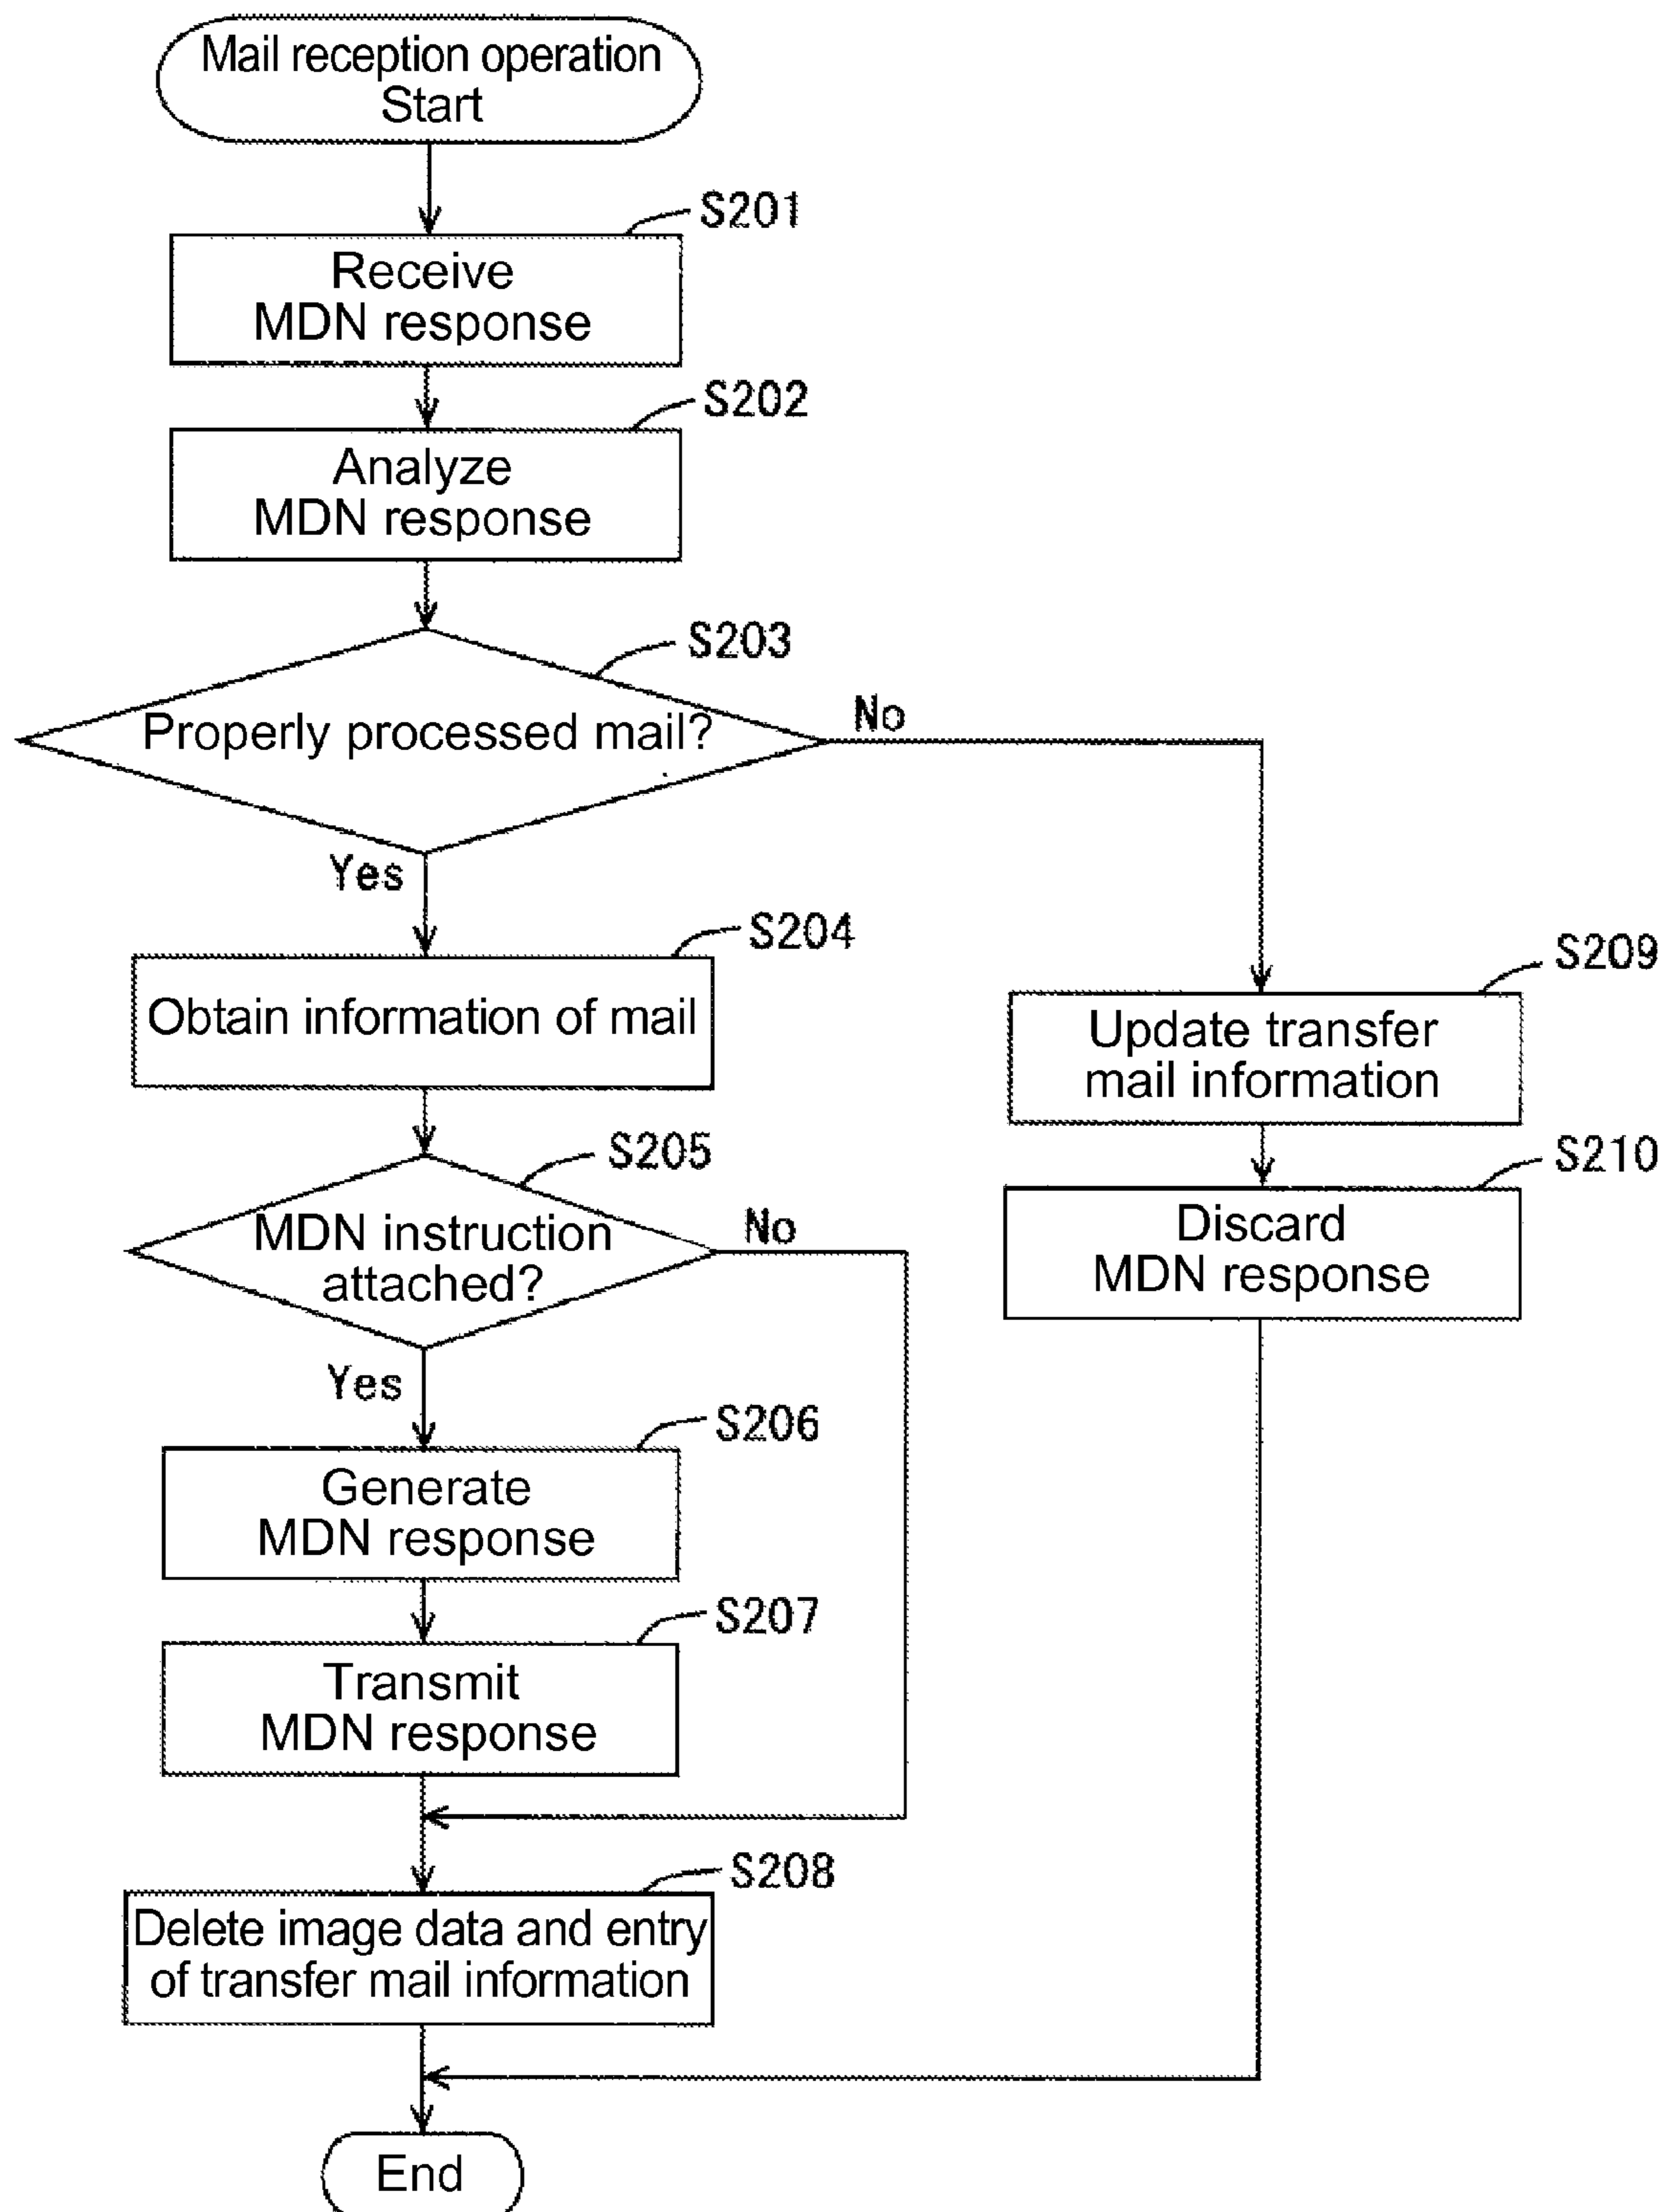 Mail reception operation
Start
S201
Receive
MDN response
S202
Analyze
MDN response
S203
Properly processed mail?
No
Yes
S204
Obtain information of mail
S209
Update transfer
mail information
S205
MDN instruction
attached?
No
Yes
S210
Discard
MDN response
S206
Generate
MDN response
S207
Transmit
MDN response
S208
Delete image data and entry
of transfer mail information
End